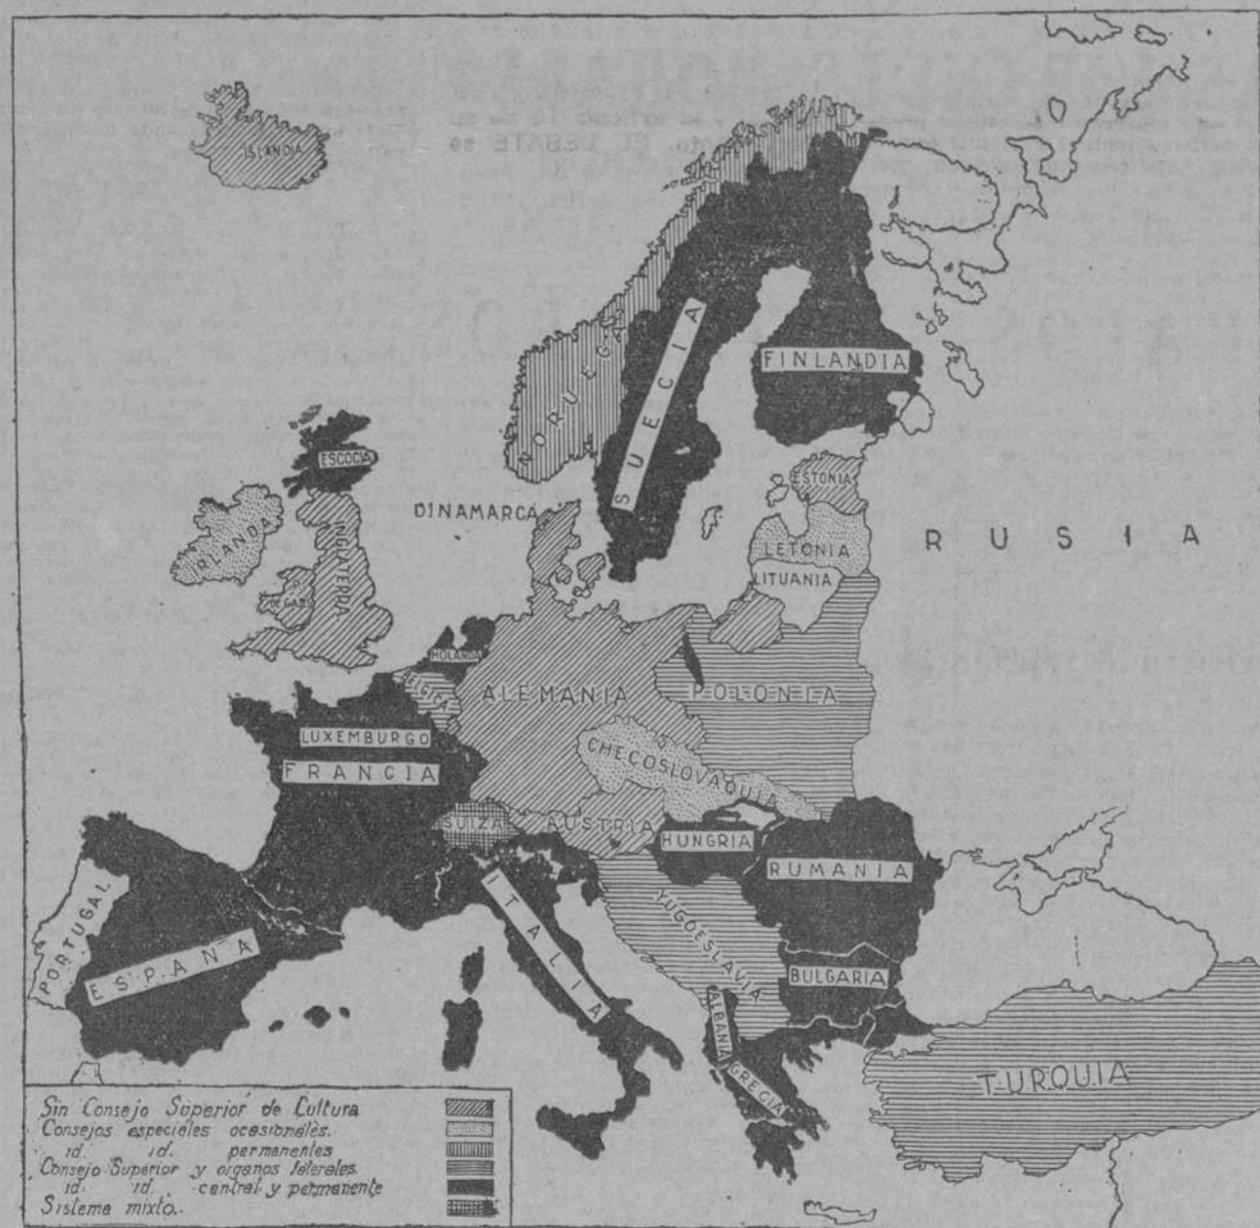 ISLANDIA
NORUEGA
SUECIA
FINLANDIA
ESCOCIA
DINAMARCA
ESTONIA
IRLANDA
INGLATERRA
LETONIA
LITUANIA
RUSIA
HOLANDA
BELGICA
ALEMANIA
POLONIA
LUXEMBURGO
FRANCIA
CHECOSLOVAQUIA
SUIZA
AUSTRIA
HUNGRIA
RUMANIA
PORTUGAL
ESPAÑA
ITALIA
YUGOESLAVIA
BULGARIA
ALBANIA
GRECIA
TURQUIA
Sin Consejo Superior de Cultura
Consejos especiales ocasionales.
id. id. permanentes
Consejo Superior y organos laterales.
id. id. central y permanente
Sistema mixto.-